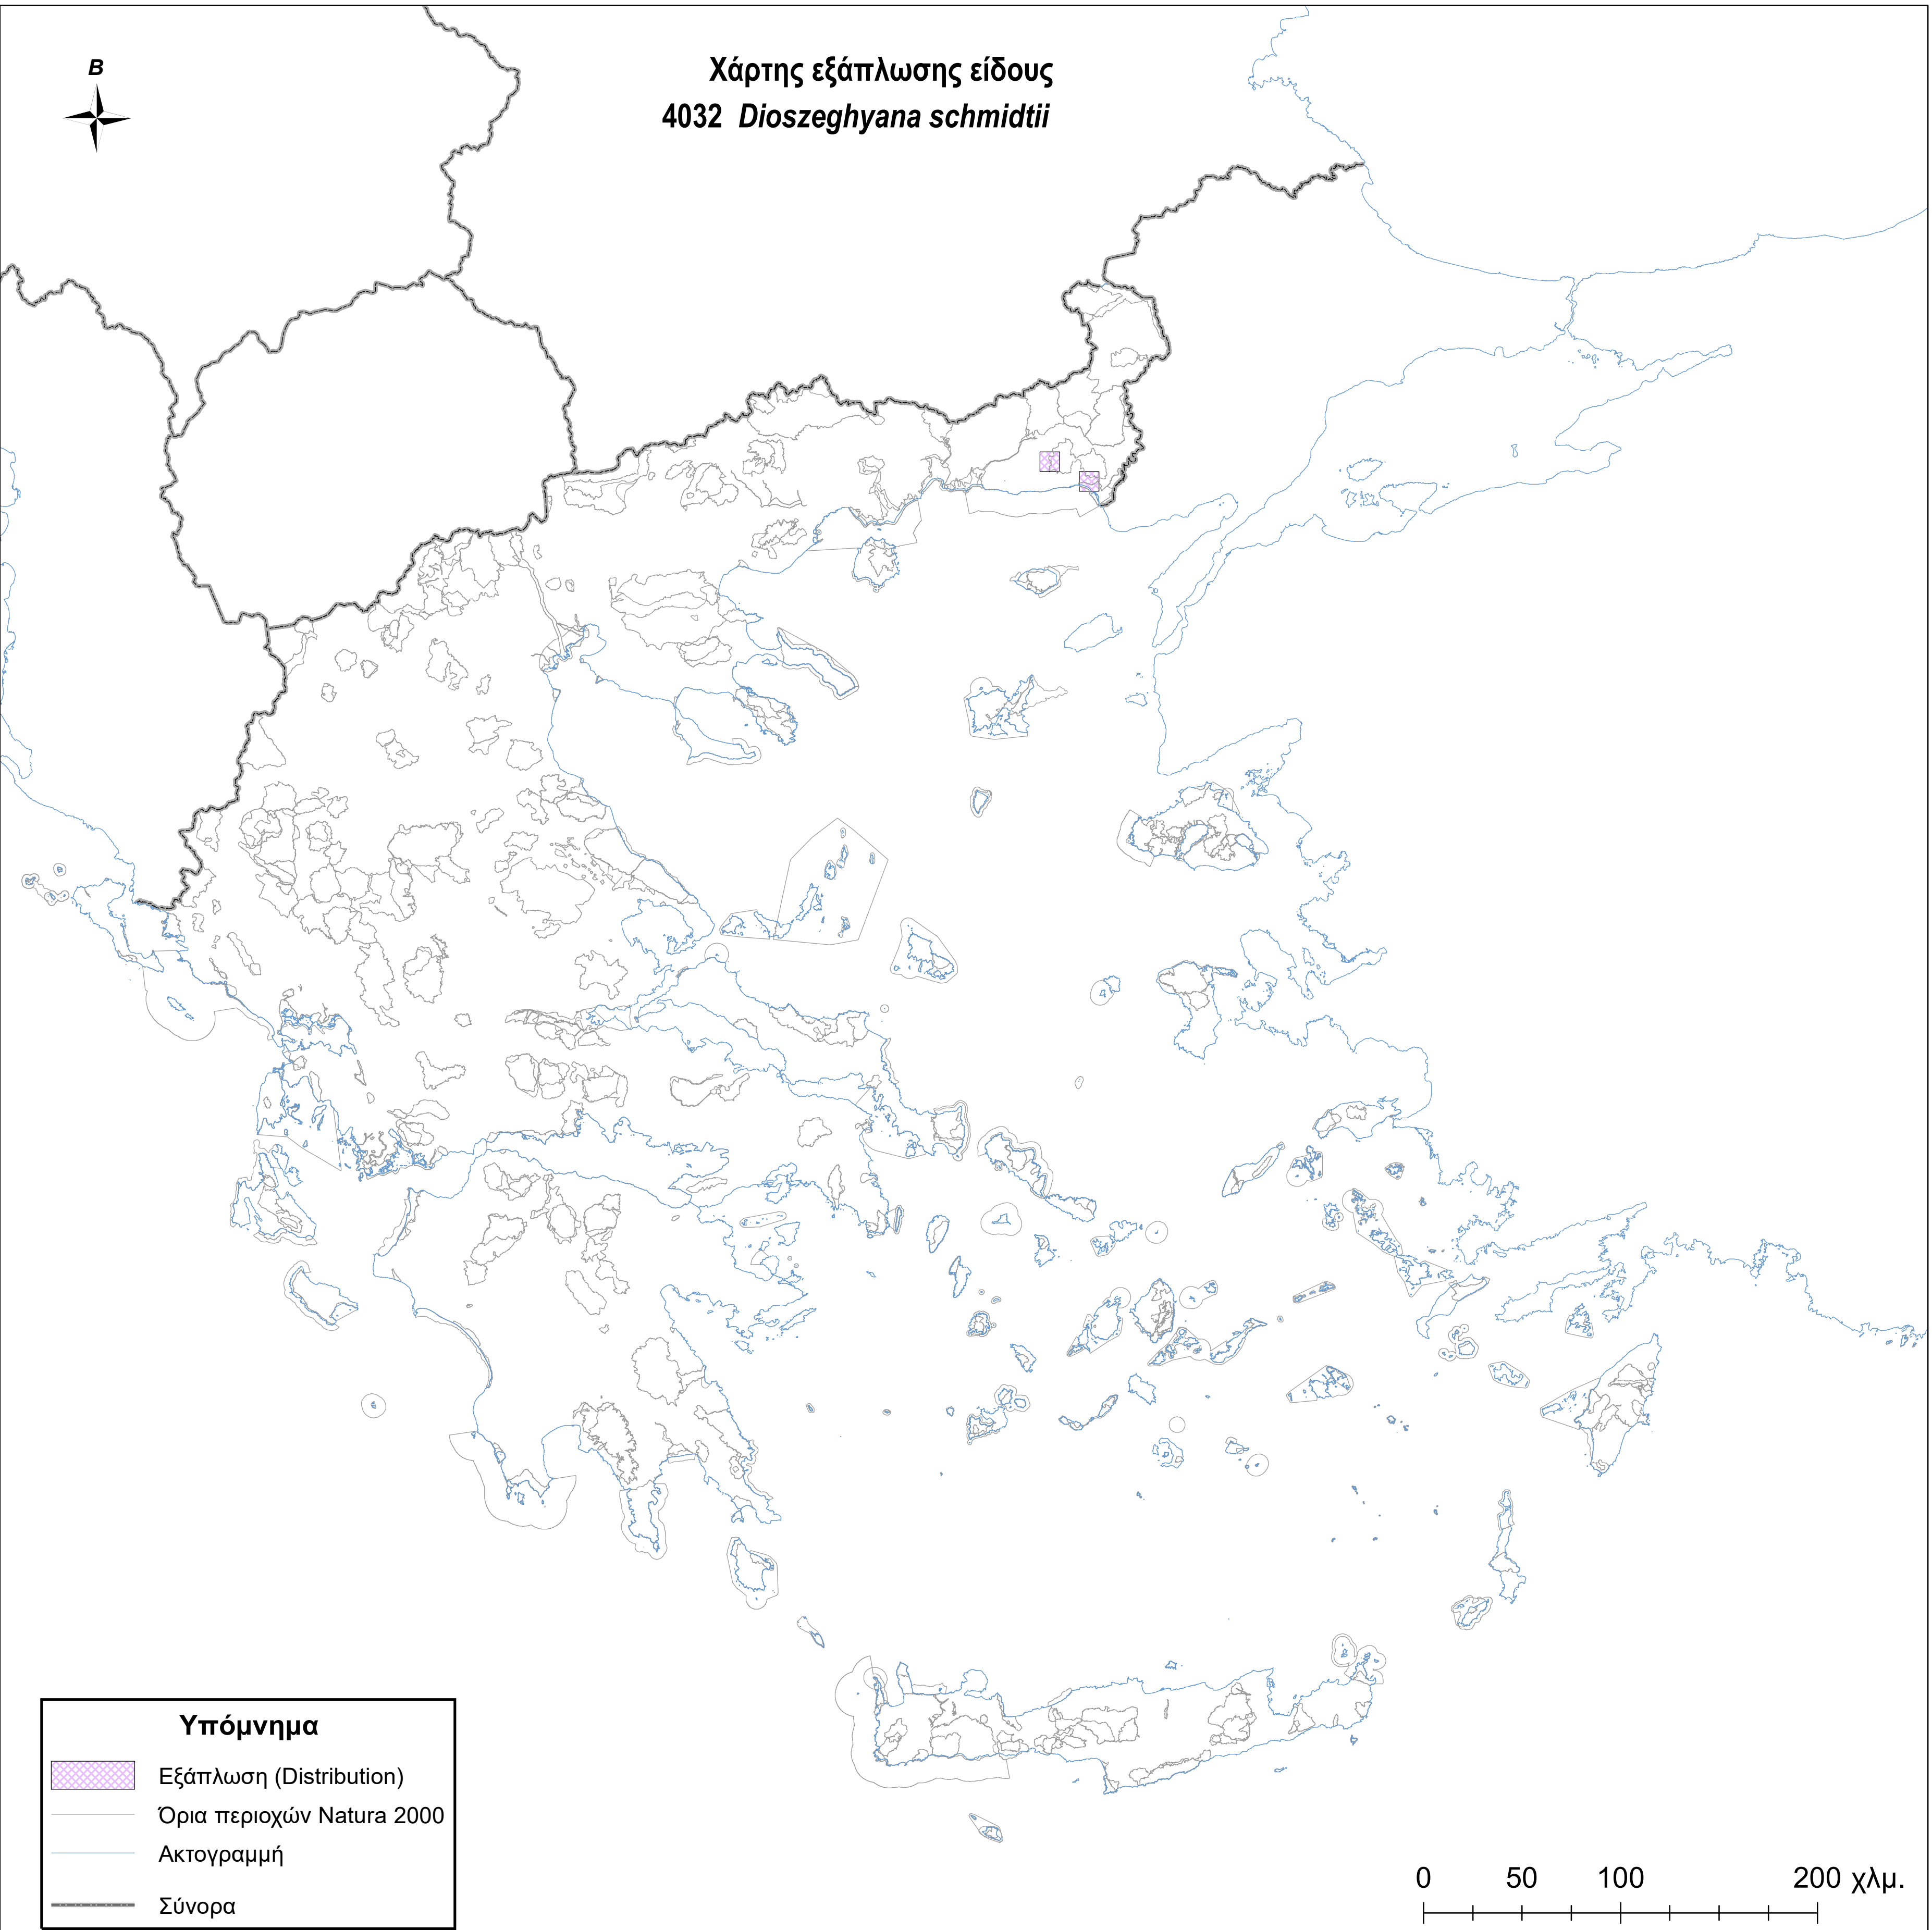 Χάρτης εξάπλωσης είδους
4032 Dioszeghyana schmidtii
Β
Υπόμνημα
Εξάπλωση (Distribution)
Όρια περιοχών Natura 2000
Ακτογραμμή
Σύνορα
0 50 100 200 χλμ.